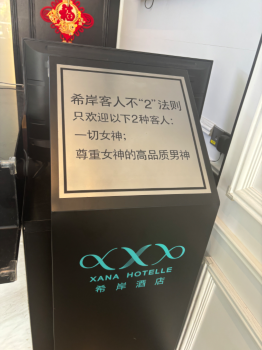 福
希岸客人不“2”法则
只欢迎以下2种客人：
一切女神；
尊重女神的高品质男神
XANA HOTELLE
希岸酒店